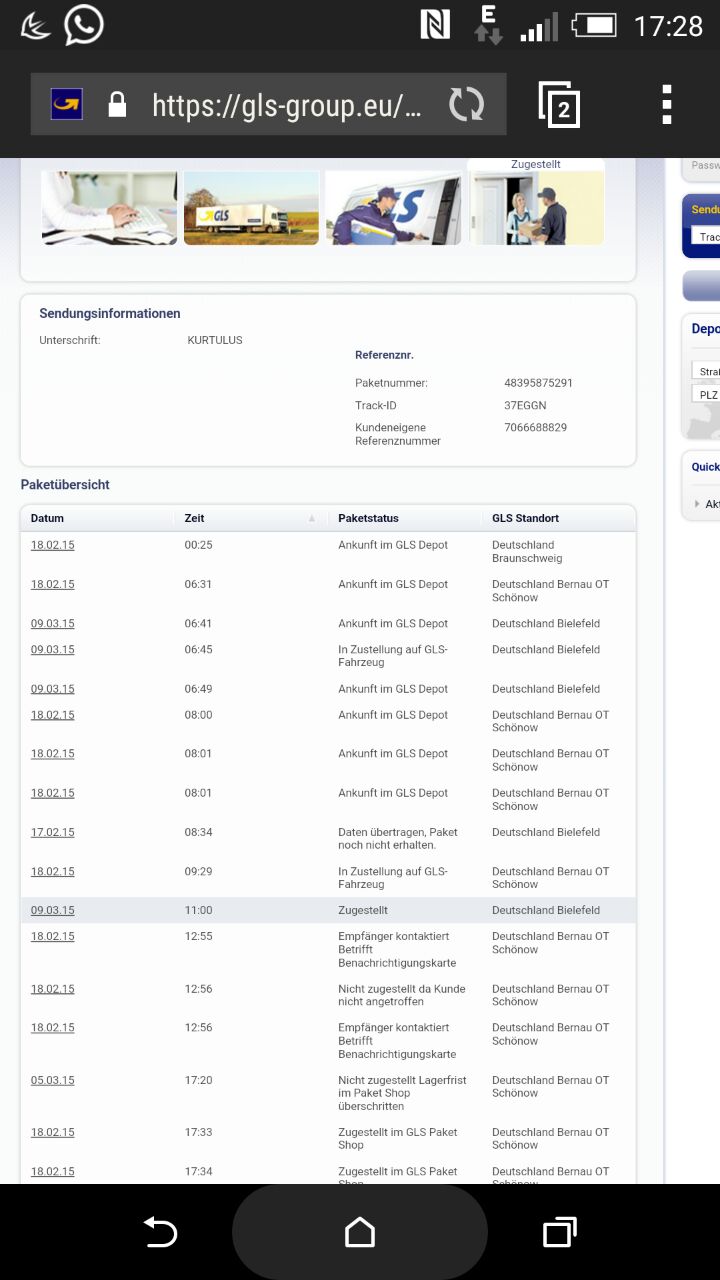 E
17:28
https://gls-group.eu/...
2
Zugestellt
GLS
Passw
Sendu
Trac
Sendungsinformationen
Unterschrift: KURTULUS
Referenznr.
Paketnummer: 48395875291
Track-ID 37EGGN
Kundeneigene 7066688829
Referenznummer
Depo
Straß
PLZ
Quick
Akt
Paketübersicht
Datum Zeit Paketstatus GLS Standort
18.02.15 00:25 Ankunft im GLS Depot Deutschland
Braunschweig
18.02.15 06:31 Ankunft im GLS Depot Deutschland Bernau OT
Schönow
09.03.15 06:41 Ankunft im GLS Depot Deutschland Bielefeld
09.03.15 06:45 In Zustellung auf GLS- Deutschland Bielefeld
Fahrzeug
09.03.15 06:49 Ankunft im GLS Depot Deutschland Bielefeld
18.02.15 08:00 Ankunft im GLS Depot Deutschland Bernau OT
Schönow
18.02.15 08:01 Ankunft im GLS Depot Deutschland Bernau OT
Schönow
18.02.15 08:01 Ankunft im GLS Depot Deutschland Bernau OT
Schönow
17.02.15 08:34 Daten übertragen, Paket Deutschland Bielefeld
noch nicht erhalten.
18.02.15 09:29 In Zustellung auf GLS- Deutschland Bernau OT
Fahrzeug Schönow
09.03.15 11:00 Zugestellt Deutschland Bielefeld
18.02.15 12:55 Empfänger kontaktiert Deutschland Bernau OT
Betrifft Schönow
Benachrichtigungskarte
18.02.15 12:56 Nicht zugestellt da Kunde Deutschland Bernau OT
nicht angetroffen Schönow
18.02.15 12:56 Empfänger kontaktiert Deutschland Bernau OT
Betrifft Schönow
Benachrichtigungskarte
05.03.15 17:20 Nicht zugestellt Lagerfrist Deutschland Bernau OT
im Paket Shop Schönow
überschritten
18.02.15 17:33 Zugestellt im GLS Paket Deutschland Bernau OT
Shop Schönow
18.02.15 17:34 Zugestellt im GLS Paket Deutschland Bernau OT
Shop Schönow